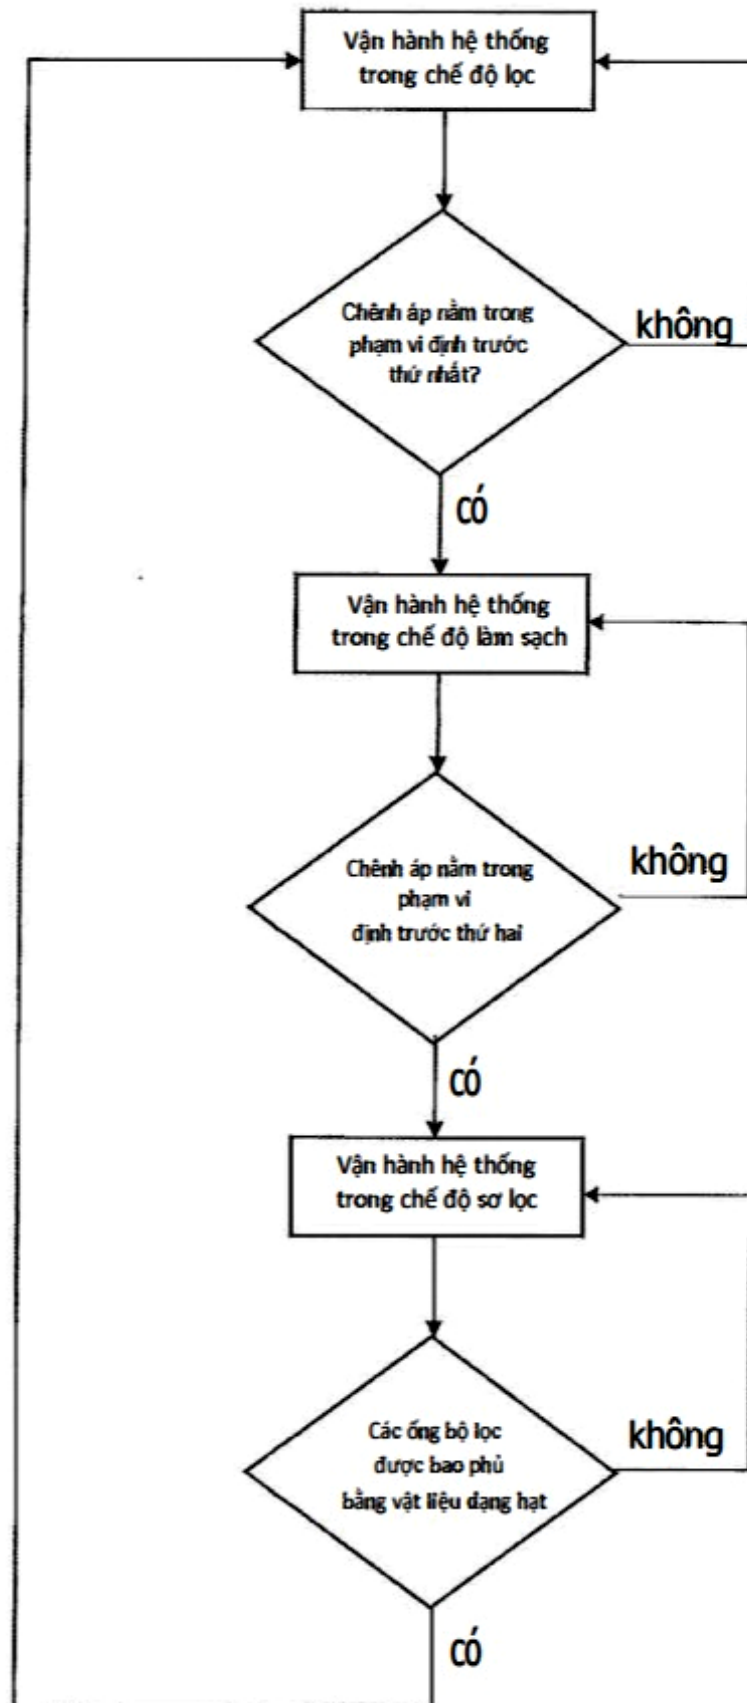 Vận hành hệ thống
trong chế độ lọc
Chênh áp nằm trong
phạm vi định trước
thứ nhất?
không
có
Vận hành hệ thống
trong chế độ làm sạch
Chênh áp nằm trong
phạm vi
định trước thứ hai
không
có
Vận hành hệ thống
trong chế độ sơ lọc
Các ống bộ lọc
được bao phủ
bằng vật liệu dạng hạt
không
có